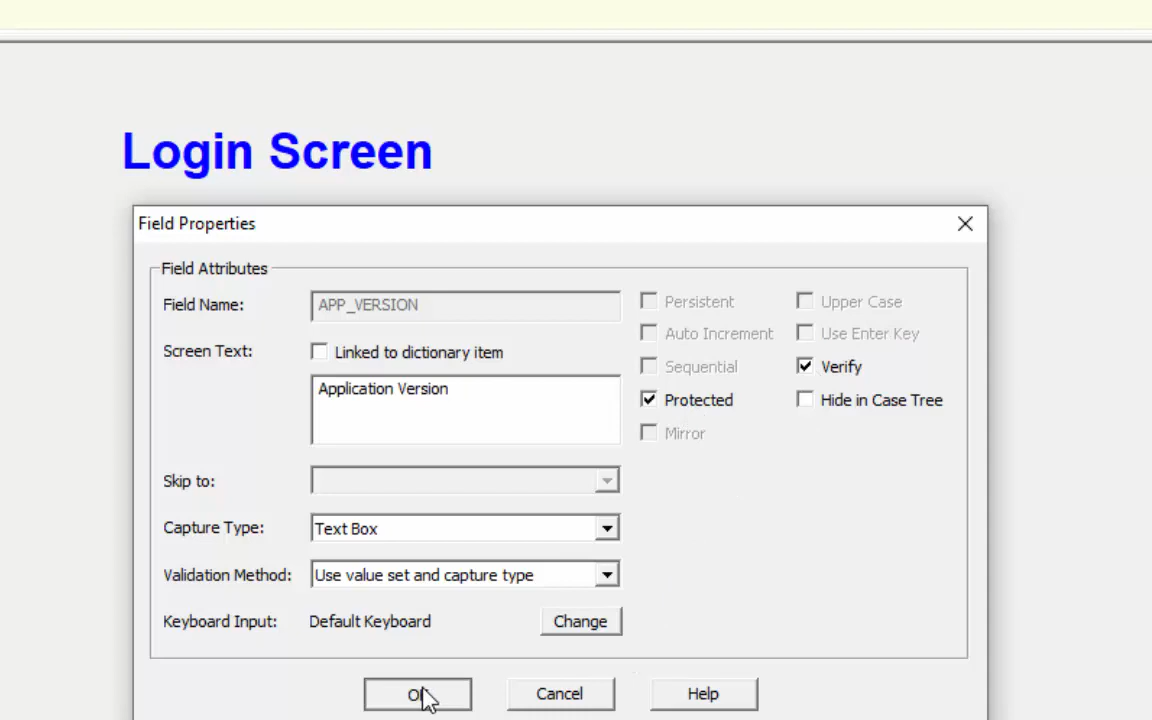 Login Screen
Field Properties
Field Attributes
Field Name: APP_VERSION
Persistent Upper Case
Auto Increment Use Enter Key
Screen Text: Linked to dictionary item
Sequential Verify
Application Version
Protected Hide in Case Tree
Mirror
Skip to:
Capture Type: Text Box
Validation Method: Use value set and capture type
Keyboard Input: Default Keyboard Change
Cancel Help